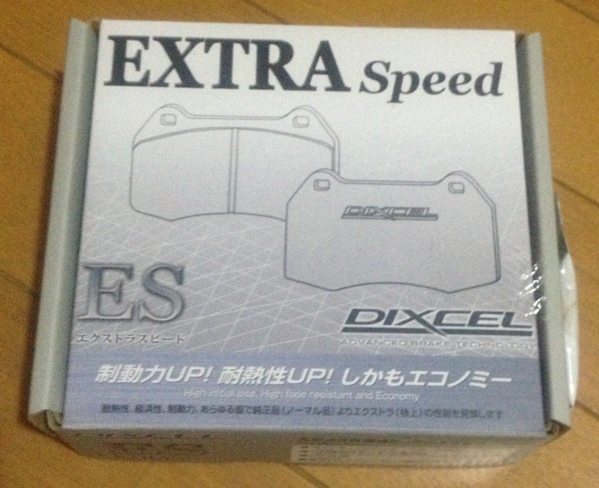 EXTRA Speed
DIXCEL
ES
エクストラスピード
DIXCEL
ADVANCED BRAKE TECHNOLOGY
制動力UP! 耐熱性UP! しかもエコノミー
High initial bite, High fade resistant and Economy
耐熱性、経済性、制動力、あらゆる面で純正品(ノーマル品)よりエクストラ(格上)の性能を発揮します